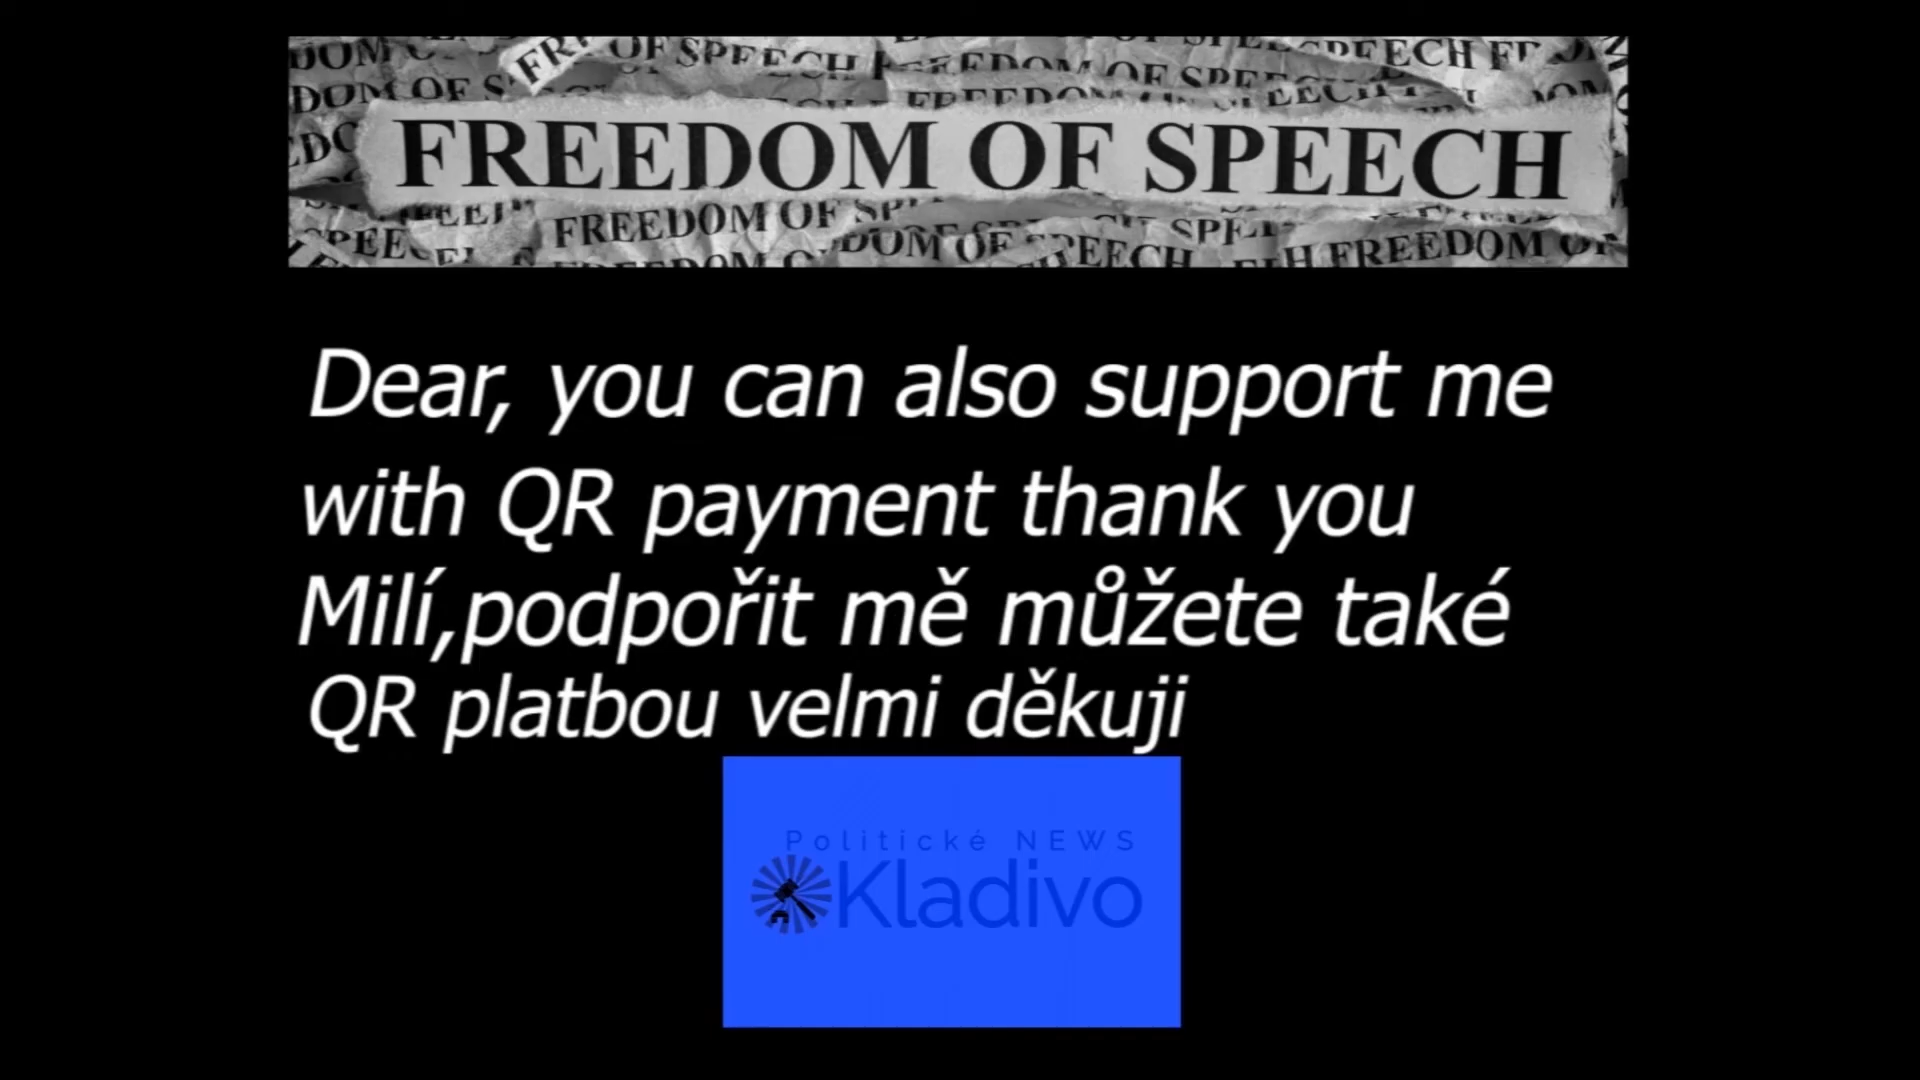 FREEDOM OF SPEECH
Dear, you can also support me
with QR payment thank you
Milí,podpořit mě můžete také
QR platbou velmi děkuji
Politické NEWS
Kladivo